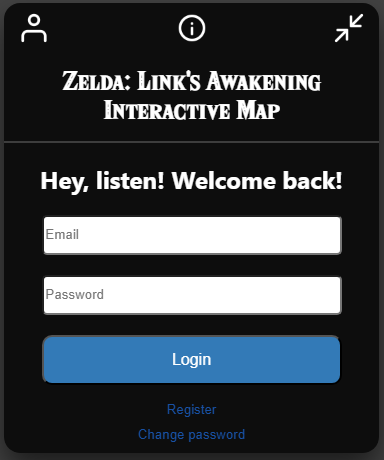 Zelda: Link's Awakening
Interactive Map
Hey, listen! Welcome back!
Email
Password
Login
Register
Change password